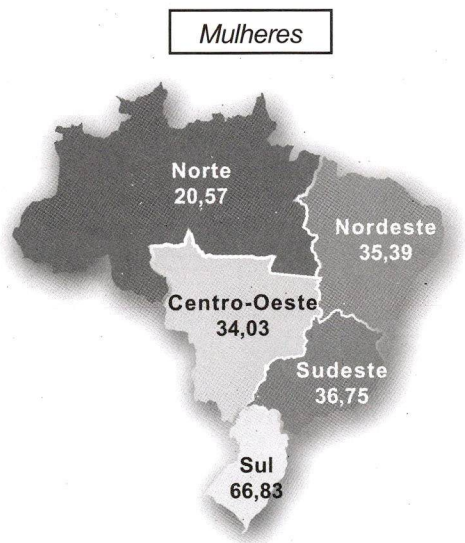 Mulheres
Norte
20,57
Nordeste
35,39
Centro-Oeste
34,03
Sudeste
36,75
Sul
66,83